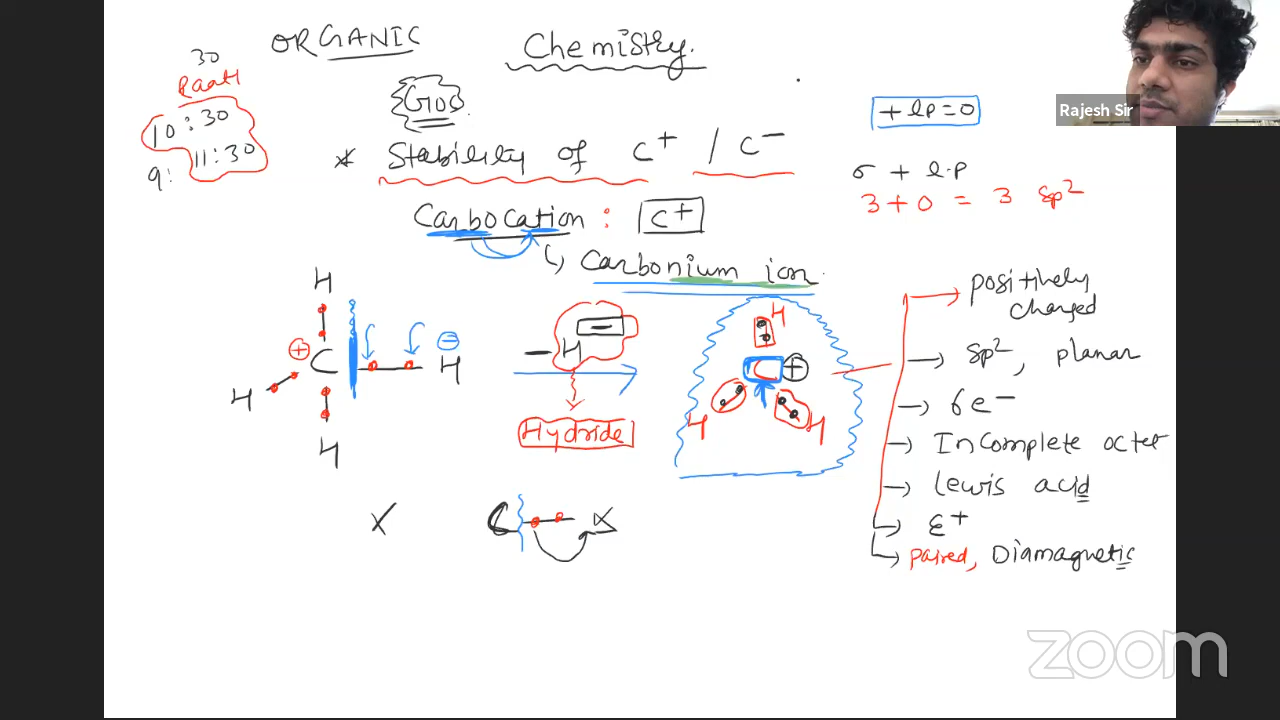 ORGANIC Chemistry.
30
Raat
10:30
9: 11:30
GOC
+ lp = 0
Rajesh Sir
* Stability of C+ / C-
σ + l.p
3 + 0 = 3 sp2
Carbocation : C+
Carbonium ion
H
H
⊕ C H ⊖
H
H
- H -
Hydride
H
C ⊕
H H
→ positively
charged
→ sp2, planar
→ 6e-
→ Incomplete octet
→ Lewis acid
→ E+
→ paired, Diamagnetic
X C X
zoom